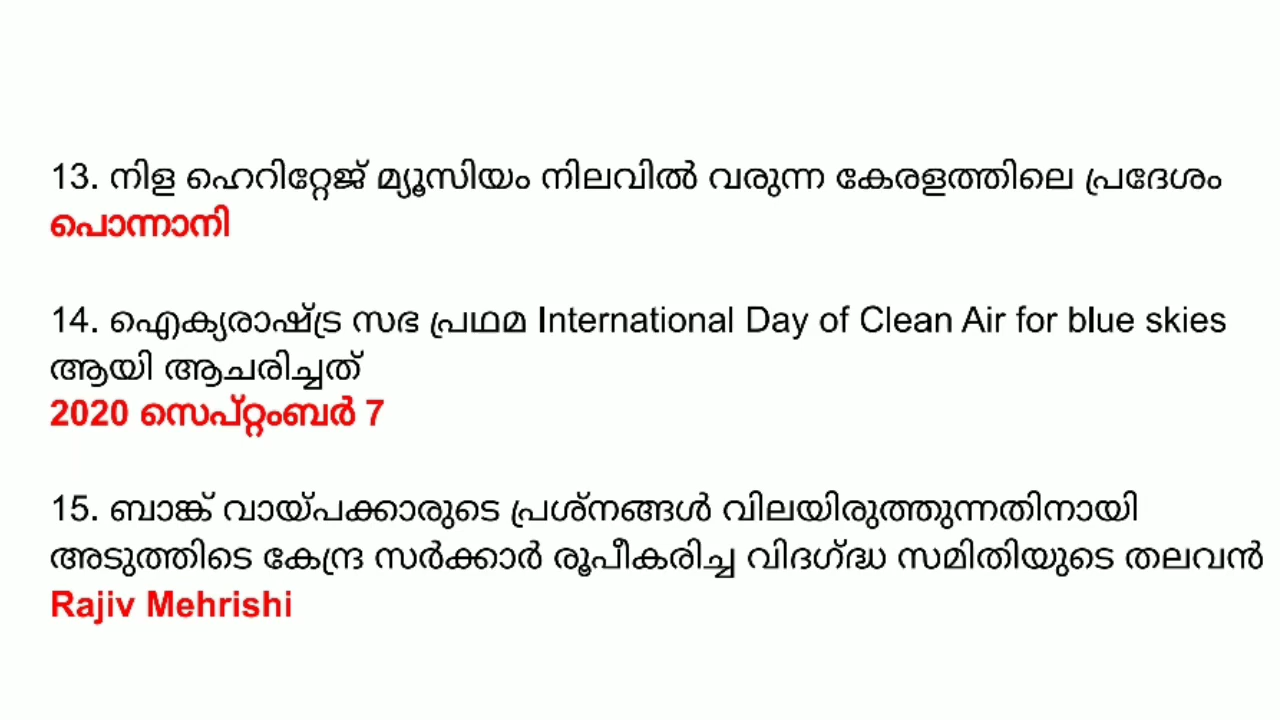 13. നിള ഹെറിറ്റേജ് മ്യൂസിയം നിലവിൽ വരുന്ന കേരളത്തിലെ പ്രദേശം
പൊന്നാനി
14. ഐക്യരാഷ്ട്ര സഭ പ്രഥമ International Day of Clean Air for blue skies
ആയി ആചരിച്ചത്
2020 സെപ്റ്റംബർ 7
15. ബാങ്ക് വായ്പക്കാരുടെ പ്രശ്നങ്ങൾ വിലയിരുത്തുന്നതിനായി
അടുത്തിടെ കേന്ദ്ര സർക്കാർ രൂപീകരിച്ച വിദഗ്ദ്ധ സമിതിയുടെ തലവൻ
Rajiv Mehrishi